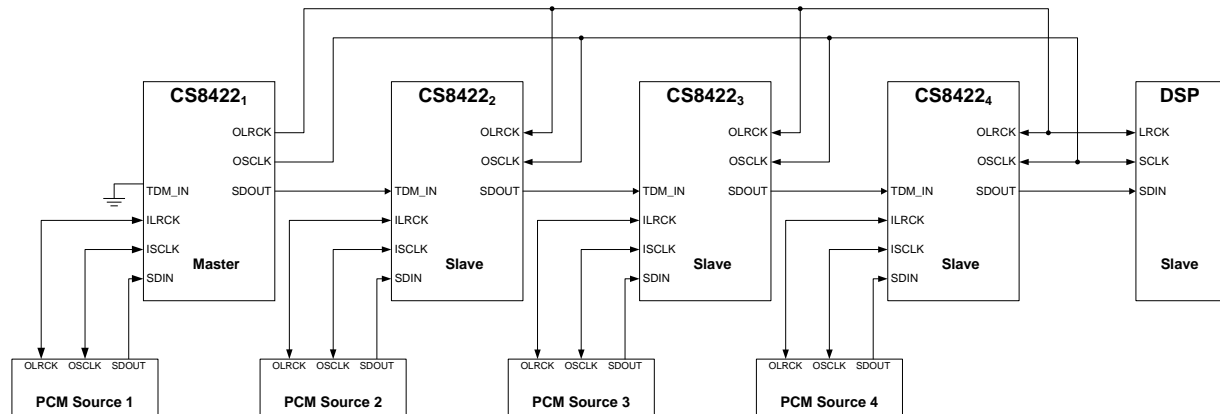 CS8422₁
OLRCK
OSCLK
TDM_IN
SDOUT
ILRCK
ISCLK
Master
SDIN
CS8422₂
OLRCK
OSCLK
TDM_IN
SDOUT
ILRCK
ISCLK
Slave
SDIN
CS8422₃
OLRCK
OSCLK
TDM_IN
SDOUT
ILRCK
ISCLK
Slave
SDIN
CS8422₄
OLRCK
OSCLK
TDM_IN
SDOUT
ILRCK
ISCLK
Slave
SDIN
DSP
LRCK
SCLK
SDIN
Slave
OLRCK OSCLK SDOUT
PCM Source 1
OLRCK OSCLK SDOUT
PCM Source 2
OLRCK OSCLK SDOUT
PCM Source 3
OLRCK OSCLK SDOUT
PCM Source 4